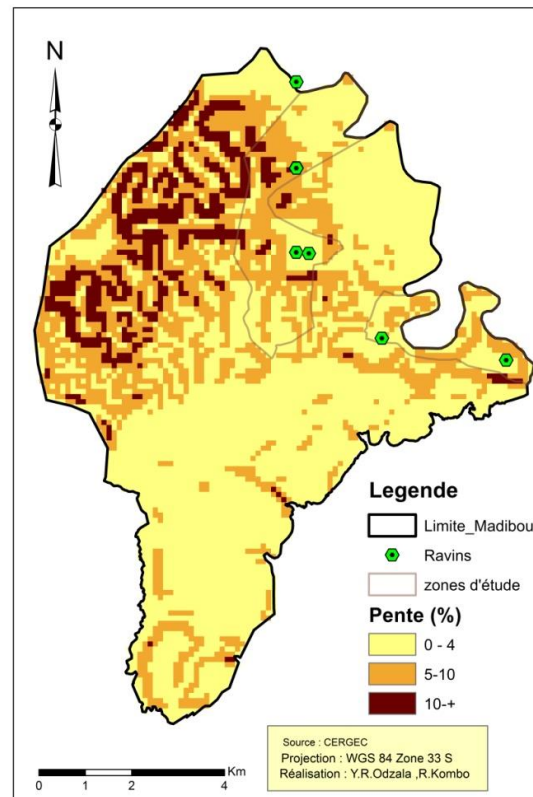 N
Legende
Limite_Madibou
Ravins
zones d'étude
Pente (%)
0 - 4
5-10
10-+
Source : CERGEC
Projection : WGS 84 Zone 33 S
Réalisation : Y.R.Odzala ,R.Kombo
Km
0 1 2 4